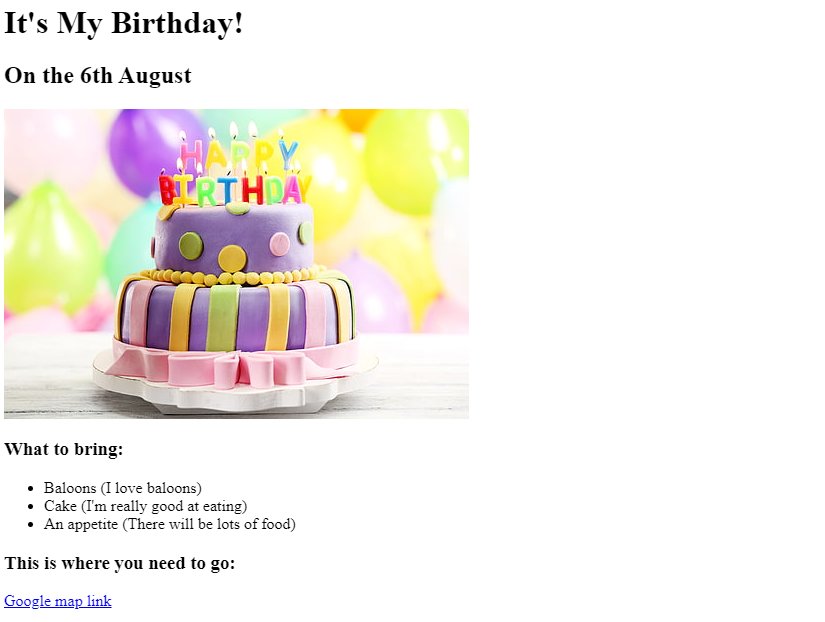 It's My Birthday!
On the 6th August
HAPPY
BIRTHDAY
What to bring:
Baloons (I love baloons)
Cake (I'm really good at eating)
An appetite (There will be lots of food)
This is where you need to go:
Google map link